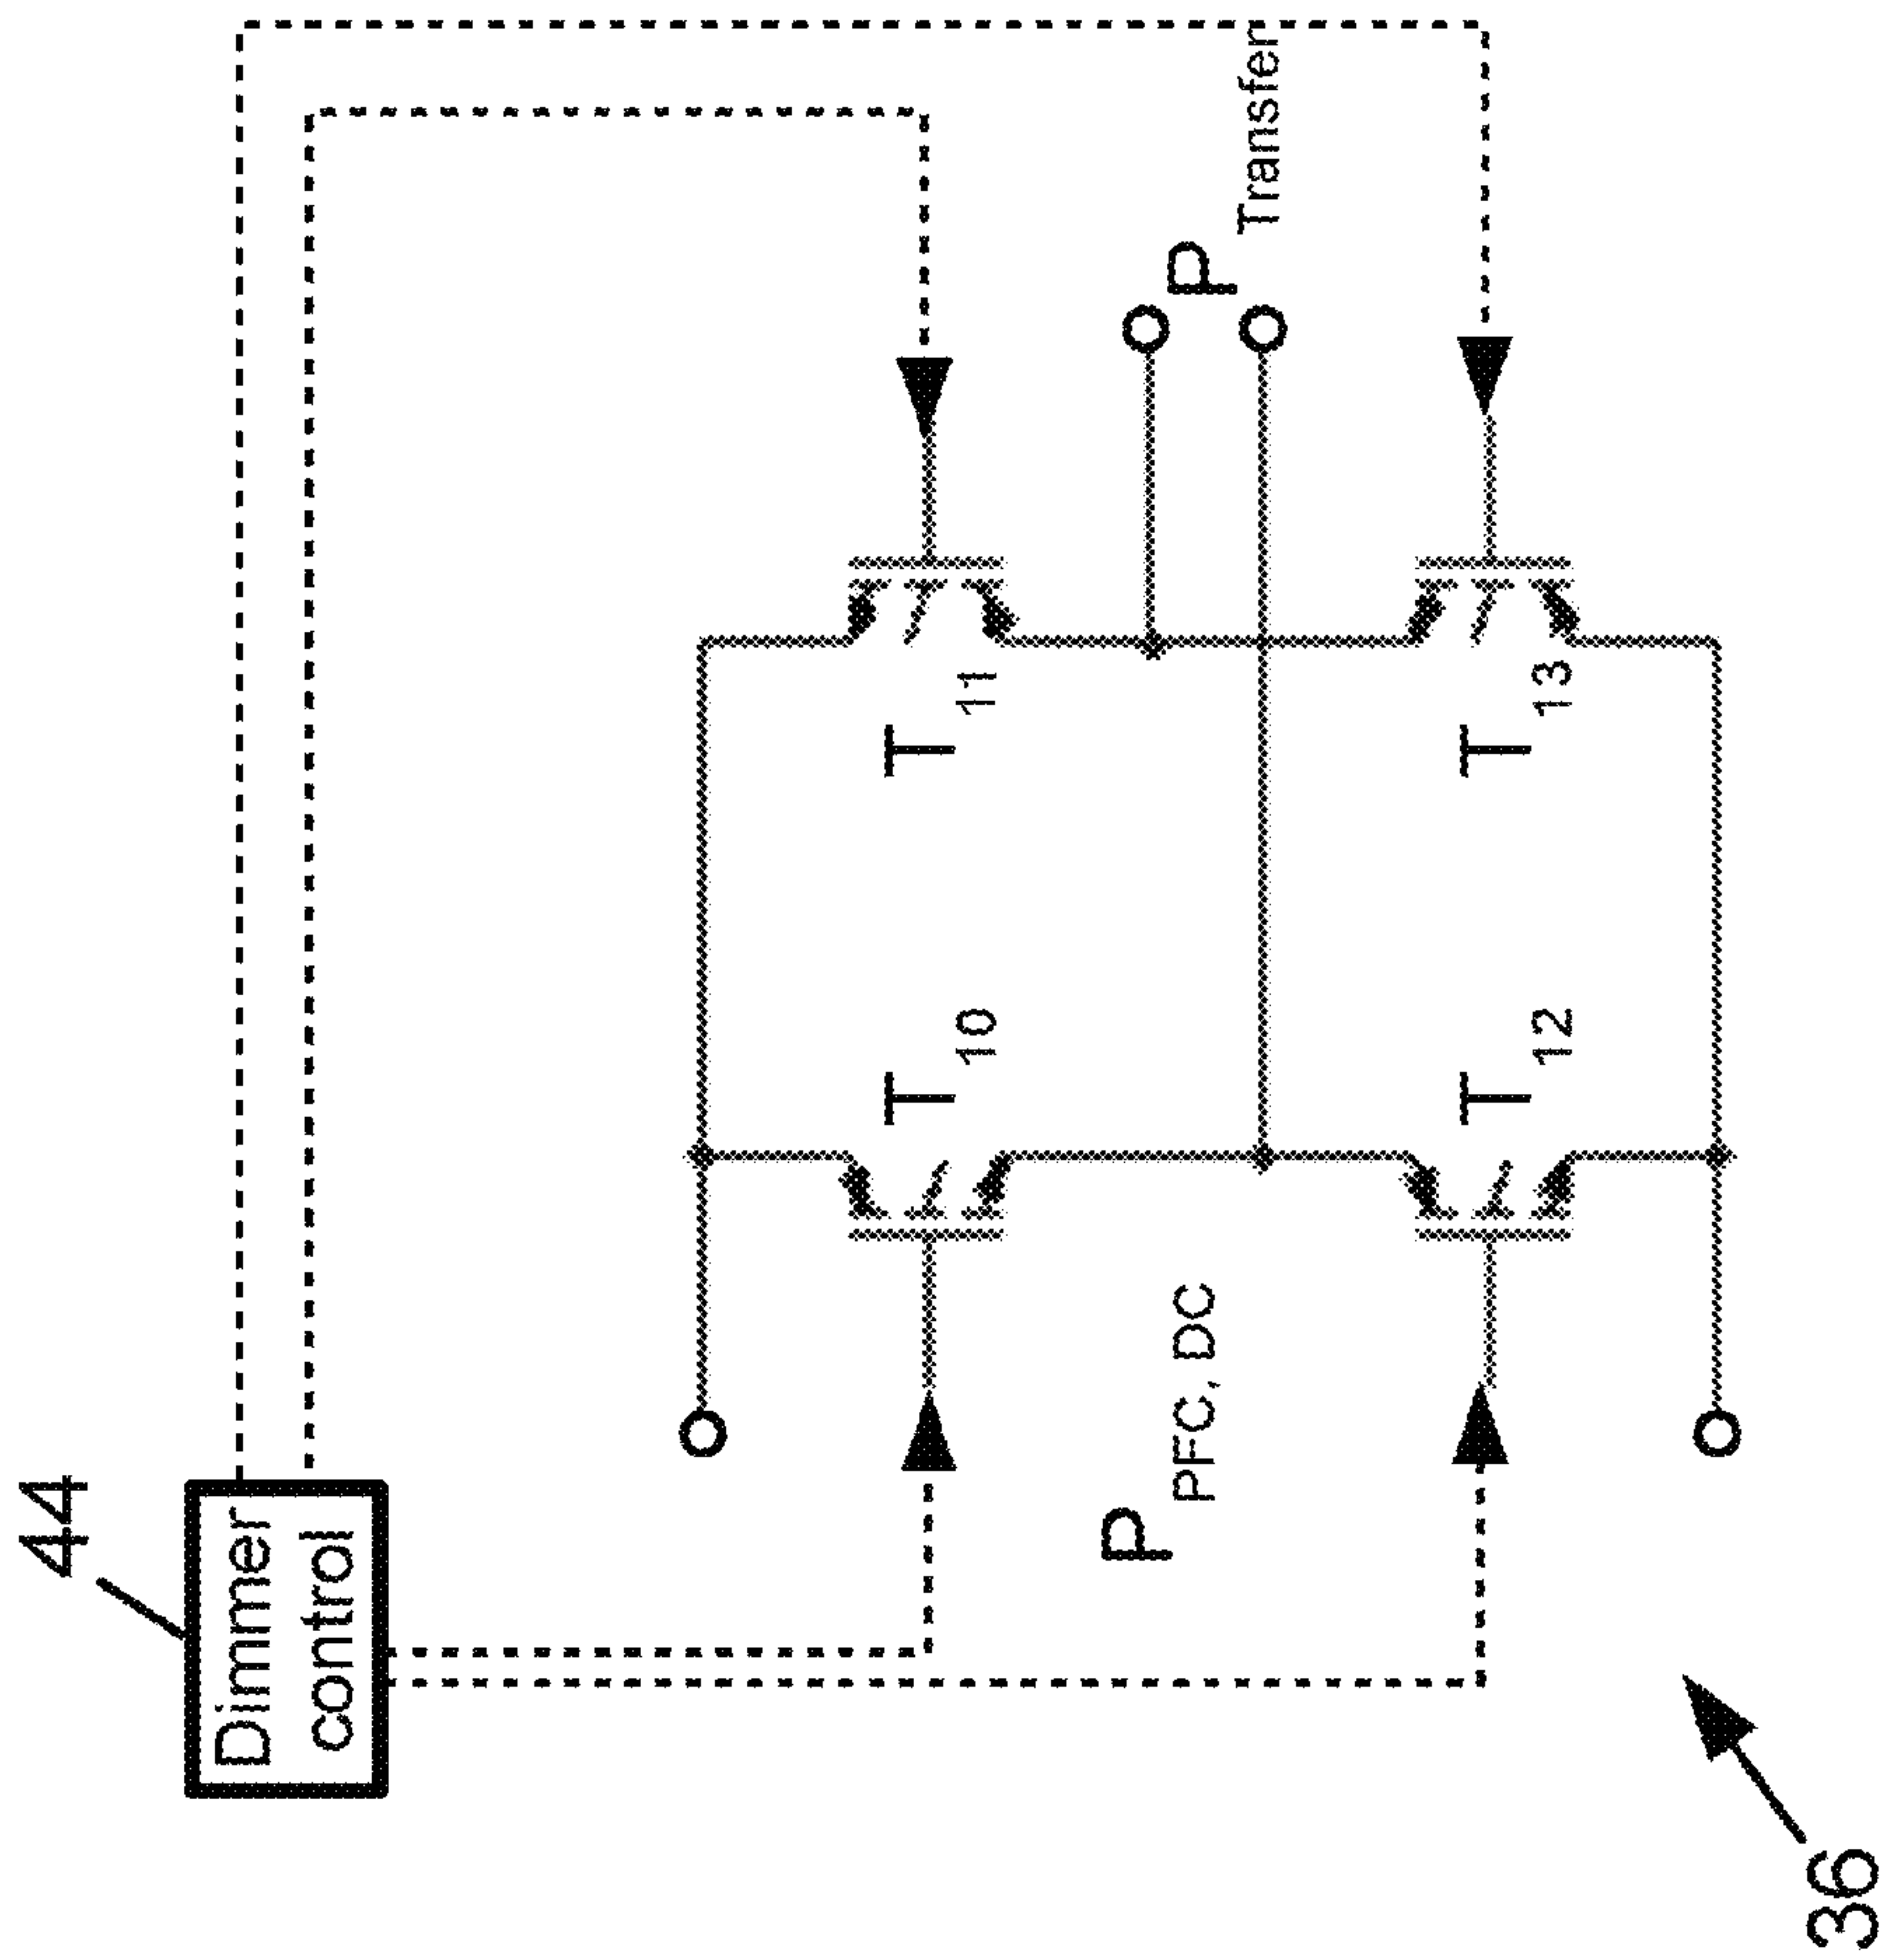 44
Dimmer
control
P PFC, DC
T 10
T 11
T 12
T 13
P Transfer
36